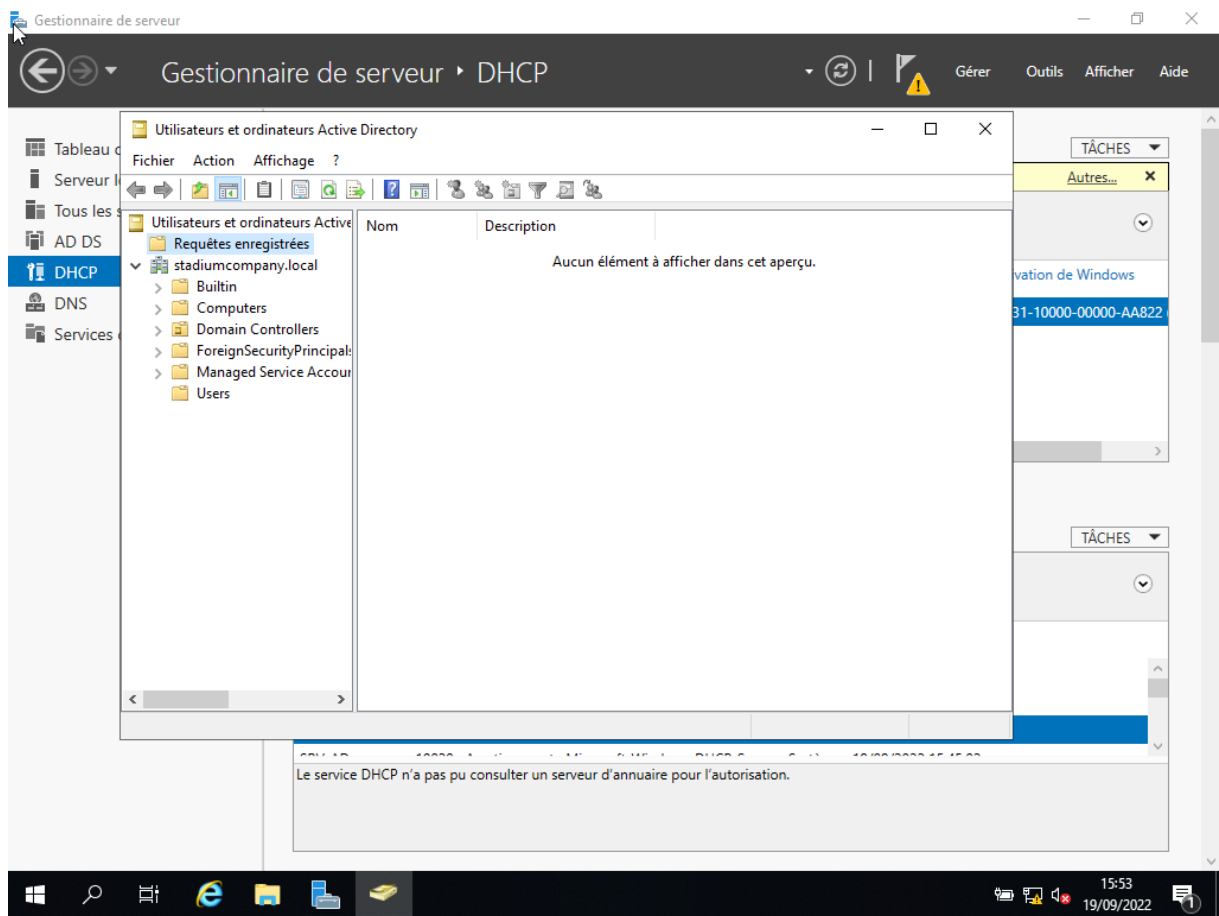 Gestionnaire de serveur
Gestionnaire de serveur ‣ DHCP
Gérer Outils Afficher Aide
Tableau
Serveur
Tous les
AD DS
DHCP
DNS
Services
Utilisateurs et ordinateurs Active Directory
Fichier Action Affichage ?
Utilisateurs et ordinateurs Active
Requêtes enregistrées
stadiumcompany.local
Builtin
Computers
Domain Controllers
ForeignSecurityPrincipal
Managed Service
Users
Nom Description
Aucun élément à afficher dans cet aperçu.
TÂCHES
Autres...
de Windows
31-10000-00000-AA822
TÂCHES
Le service DHCP n'a pas pu consulter un serveur d'annuaire pour l'autorisation.
15:53
19/09/2022
1